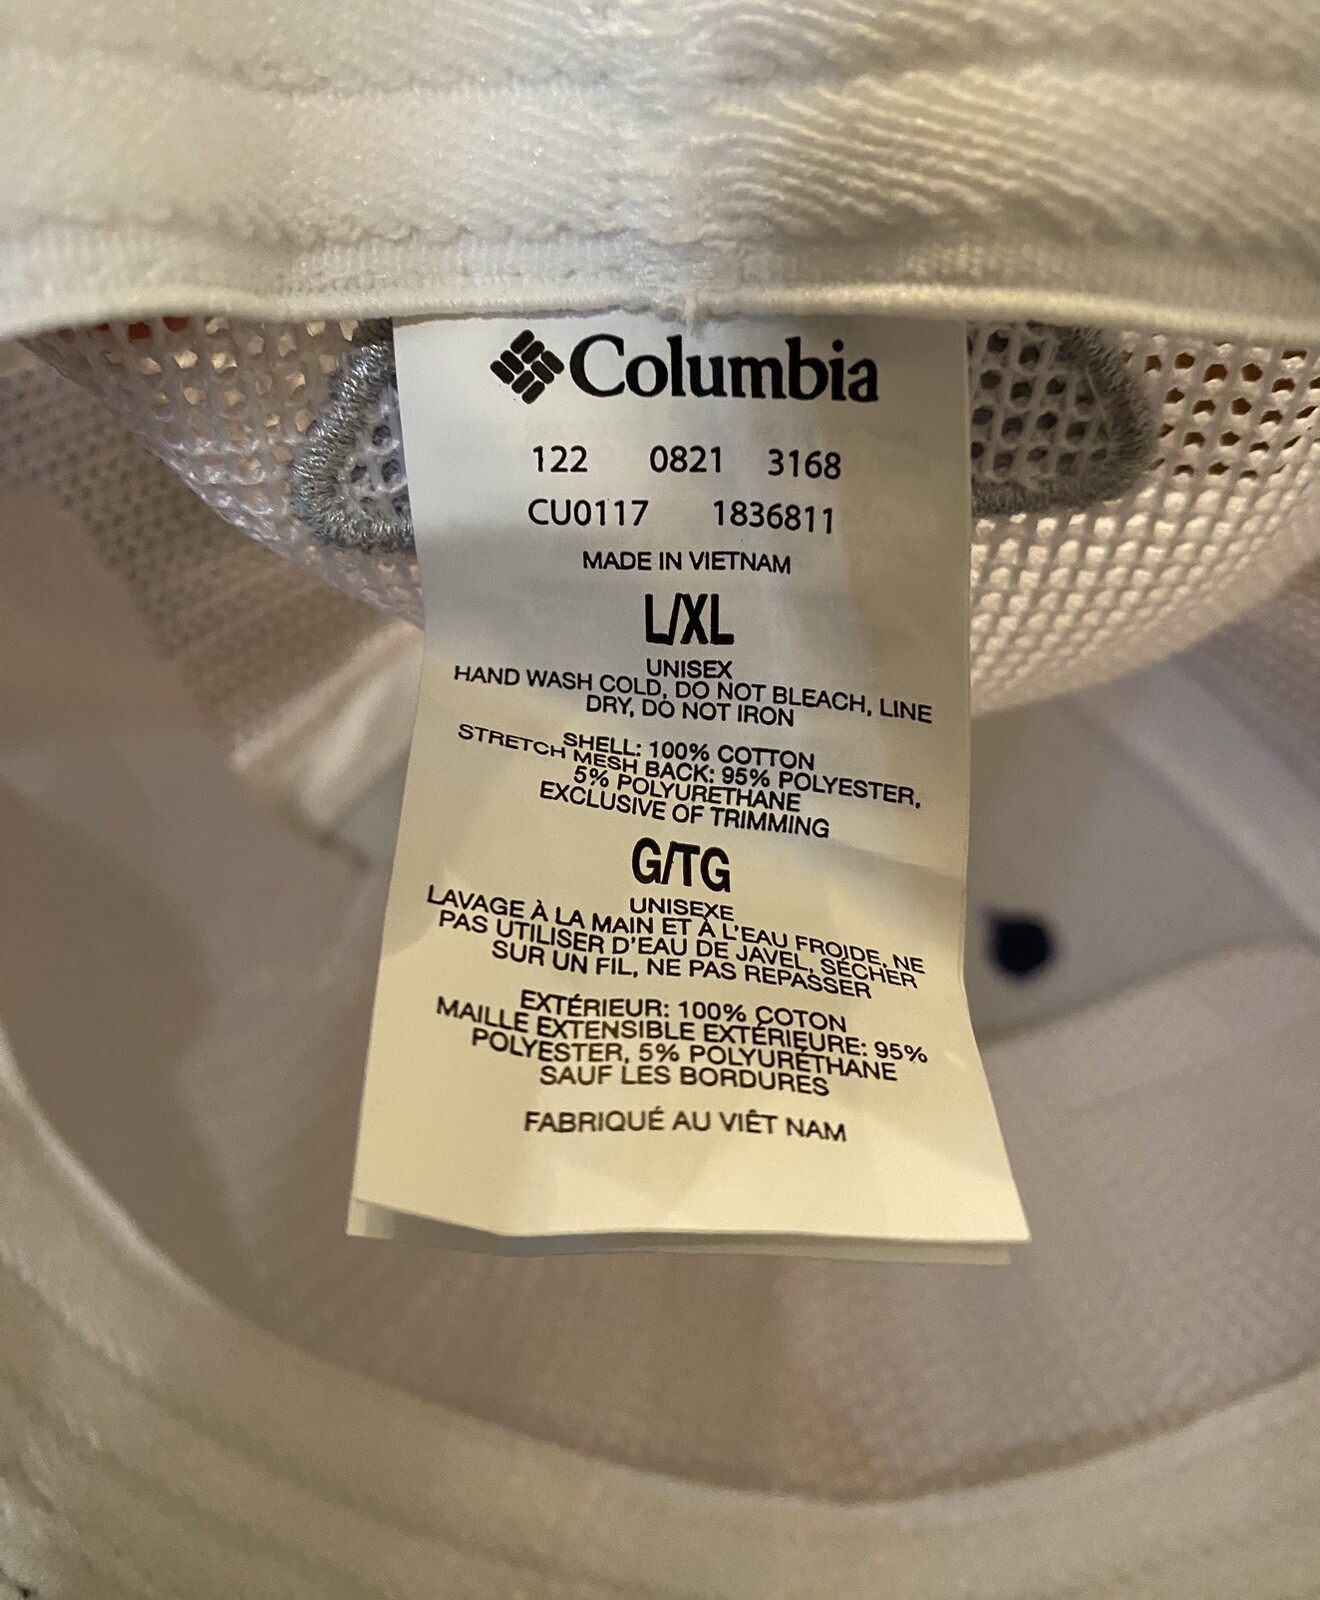 Columbia
122 0821 3168
CU0117 1836811
MADE IN VIETNAM
L/XL
UNISEX
HAND WASH COLD, DO NOT BLEACH, LINE
DRY, DO NOT IRON
SHELL: 100% COTTON
STRETCH MESH BACK: 95% POLYESTER,
5% POLYURETHANE
EXCLUSIVE OF TRIMMING
G/TG
UNISEXE
LAVAGE À LA MAIN ET À L'EAU FROIDE, NE
PAS UTILISER D'EAU DE JAVEL, SÉCHER
SUR UN FIL, NE PAS REPASSER
EXTÉRIEUR: 100% COTON
MAILLE EXTENSIBLE EXTÉRIEURE: 95%
POLYESTER, 5% POLYURÉTHANE
SAUF LES BORDURES
FABRIQUÉ AU VIÊT NAM